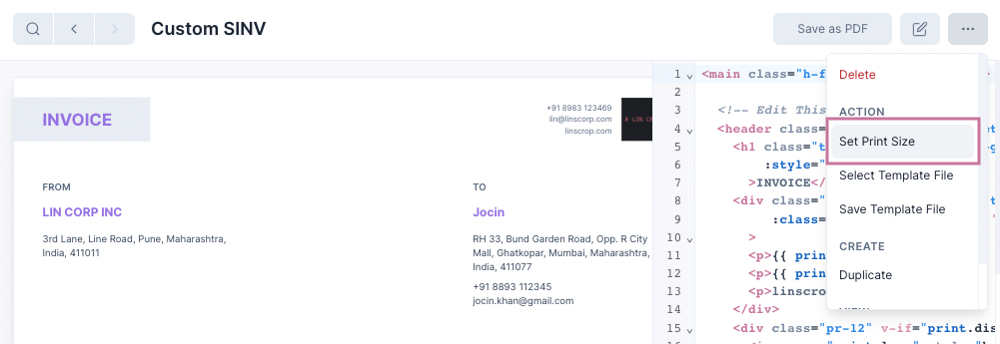 Custom SINV
Save as PDF
INVOICE
+91 8983 123469
lin@linscorp.com
linscrop.com
# LIN
FROM
LIN CORP INC
3rd Lane, Line Road, Pune, Maharashtra,
India, 411011
TO
Jocin
RH 33, Bund Garden Road, Opp. R City
Mall, Ghatkopar, Mumbai, Maharashtra,
India, 411077
+91 8893 112345
jocin.khan@gmail.com
1 <main class="h-f
2
3 <!-- Edit This
4 <header class=
5 <h1 class="t
6 :style="
7 >INVOICE</
8 <div class="
9 :class=
10 >
11 <p>{{ prin
12 <p>{{ prin
13 <p>linscro
14 </div>
15 <div class="pr-12" v-if="print.dis
Delete
ACTION
Set Print Size
Select Template File
Save Template File
CREATE
Duplicate